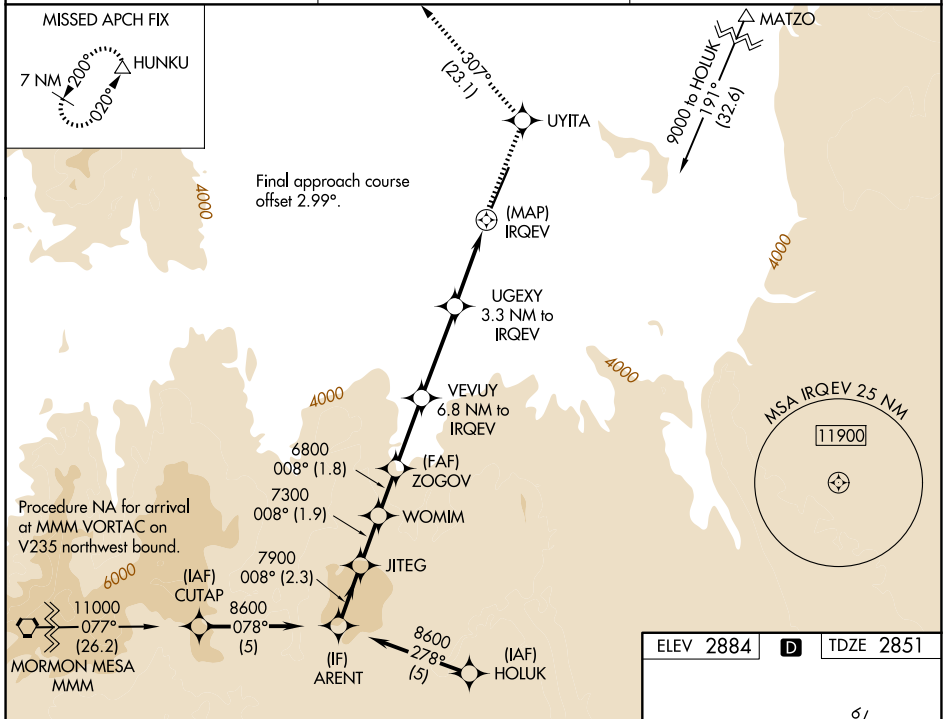 MISSED APCH FIX
HUNKU
7 NM
200°
020°
307°
(23.1)
MATZO
9000 to HOLUK
191°
(32.6)
UYITA
Final approach course
offset 2.99°.
4000
(MAP)
IRQEV
4000
UGEXY
3.3 NM to
IRQEV
4000
4000
VEVUY
6.8 NM to
IRQEV
MSA IRQEV 25 NM
11900
6800
008° (1.8)
(FAF)
ZOGOV
7300
008° (1.9)
WOMIM
Procedure NA for arrival
at MMM VORTAC on
V235 northwest bound.
7900
008° (2.3)
JITEG
6000
(IAF)
CUTAP
11000
077°
(26.2)
MORMON MESA
MMM
8600
078°
(5)
(IF)
ARENT
8600
278°
(5)
(IAF)
HOLUK
ELEV 2884
D
TDZE 2851